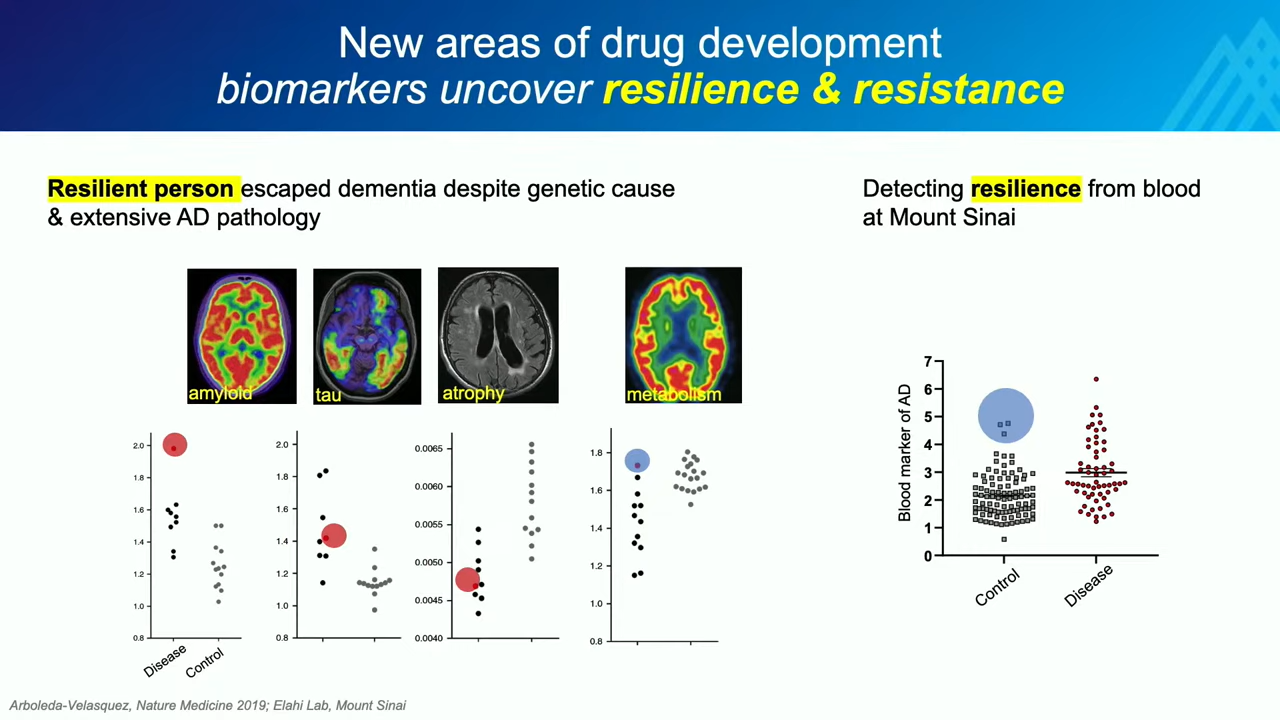 New areas of drug development
biomarkers uncover resilience & resistance
Resilient person escaped dementia despite genetic cause
& extensive AD pathology
Detecting resilience from blood
at Mount Sinai
amyloid
tau
atrophy
metabolism
2.0
1.8
1.6
1.4
1.2
1.0
0.8
Disease
Control
2.0
1.8
1.6
1.4
1.2
1.0
0.8
0.0065
0.0060
0.0055
0.0050
0.0045
0.0040
1.8
1.6
1.4
1.2
1.0
0.8
Blood marker of AD
7
6
5
4
3
2
1
0
Control
Disease
Arboleda-Velasquez, Nature Medicine 2019; Elahi Lab, Mount Sinai